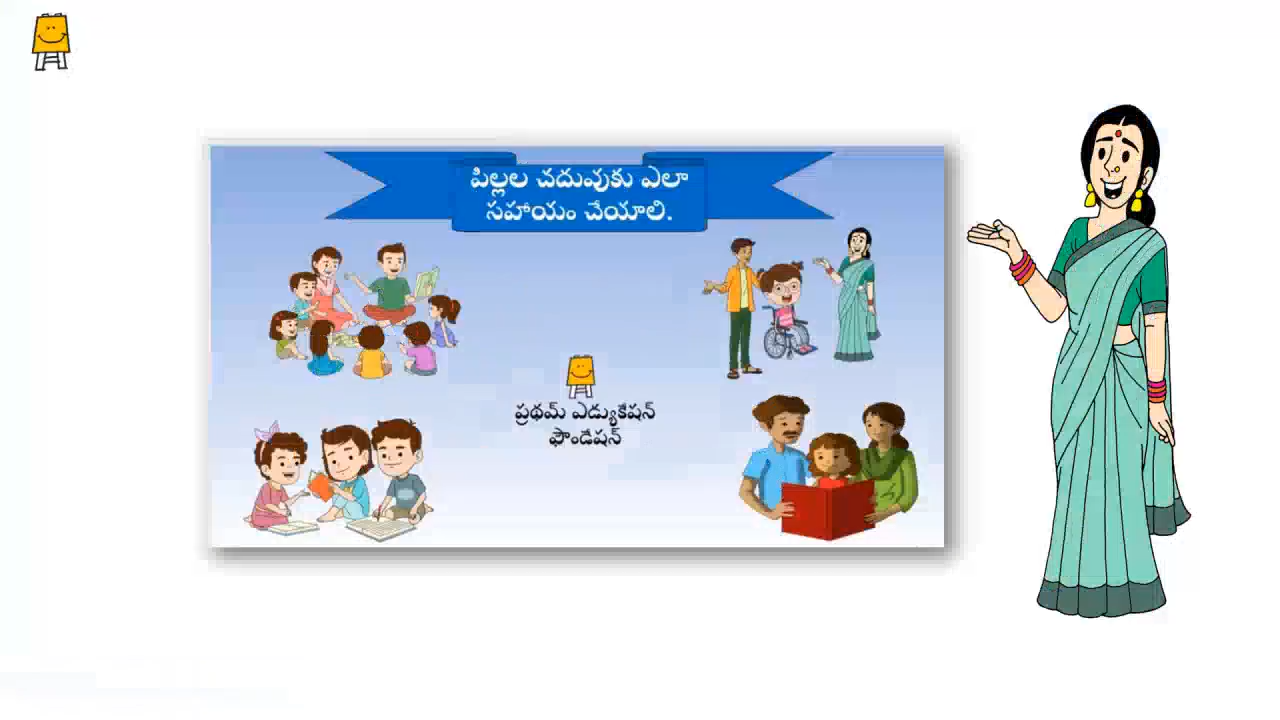 పిల్లల చదువుకు ఎలా
సహాయం చేయాలి.
ప్రథమ్ ఎడ్యుకేషన్
ఫౌండేషన్